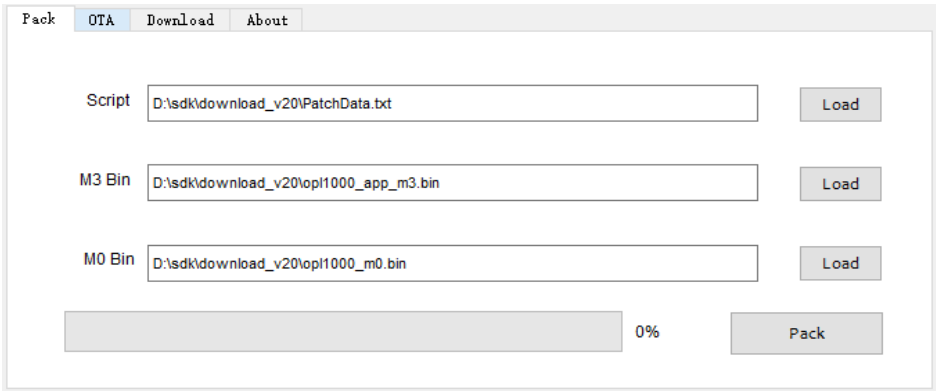 Pack OTA Download About
Script D:\sdk\download_v20\PatchData.txt Load
M3 Bin D:\sdk\download_v20\opl1000_app_m3.bin Load
M0 Bin D:\sdk\download_v20\opl1000_m0.bin Load
0% Pack